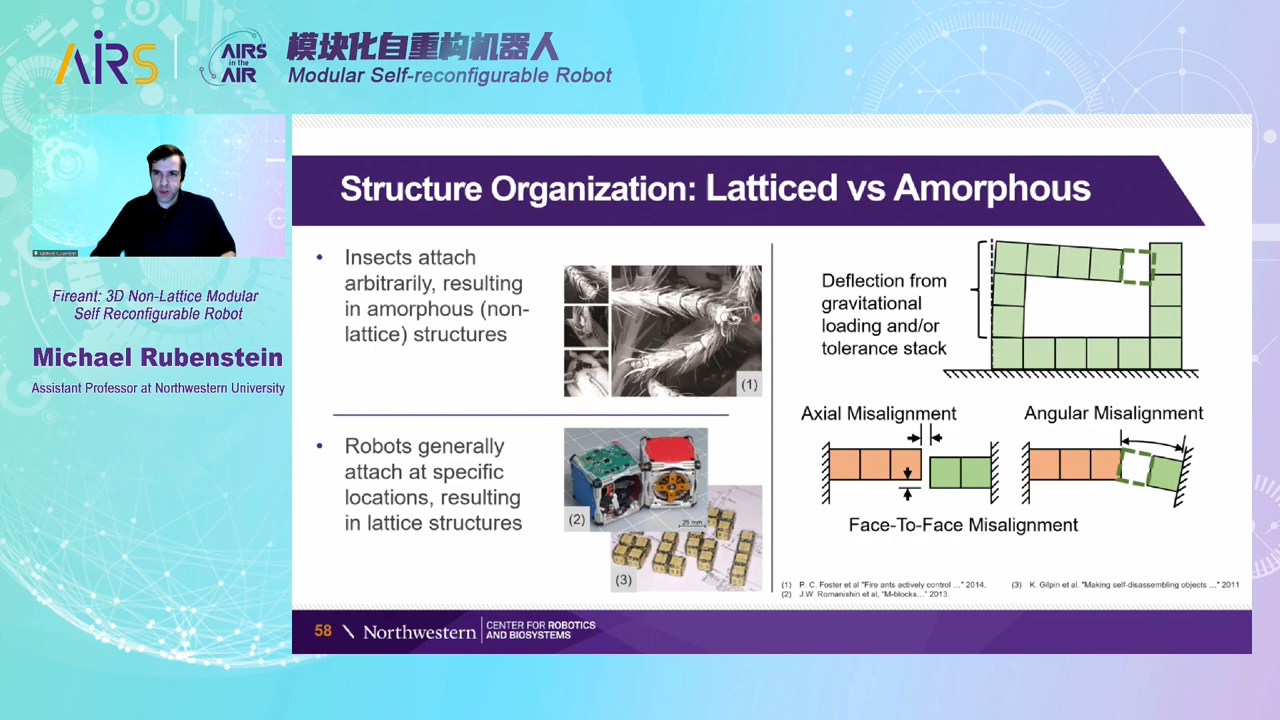 AIRS
AIRS
in the
AIR
模块化自重构机器人
Modular Self-reconfigurable Robot
Fireant: 3D Non-Lattice Modular
Self Reconfigurable Robot
Michael Rubenstein
Assistant Professor at Northwestern University
Structure Organization: Latticed vs Amorphous
• Insects attach
arbitrarily, resulting
in amorphous (non-
lattice) structures
(1)
• Robots generally
attach at specific
locations, resulting
in lattice structures
(2)
25 mm
(3)
Deflection from
gravitational
loading and/or
tolerance stack
Axial Misalignment
Angular Misalignment
Face-To-Face Misalignment
(1) P. C. Foster et al "Fire ants actively control ..." 2014.
(2) J.W. Romanishin et al, "M-blocks..." 2013.
(3) K. Gilpin et al. "Making self-disassembling objects ..." 2011
58
Northwestern
CENTER FOR ROBOTICS
AND BIOSYSTEMS